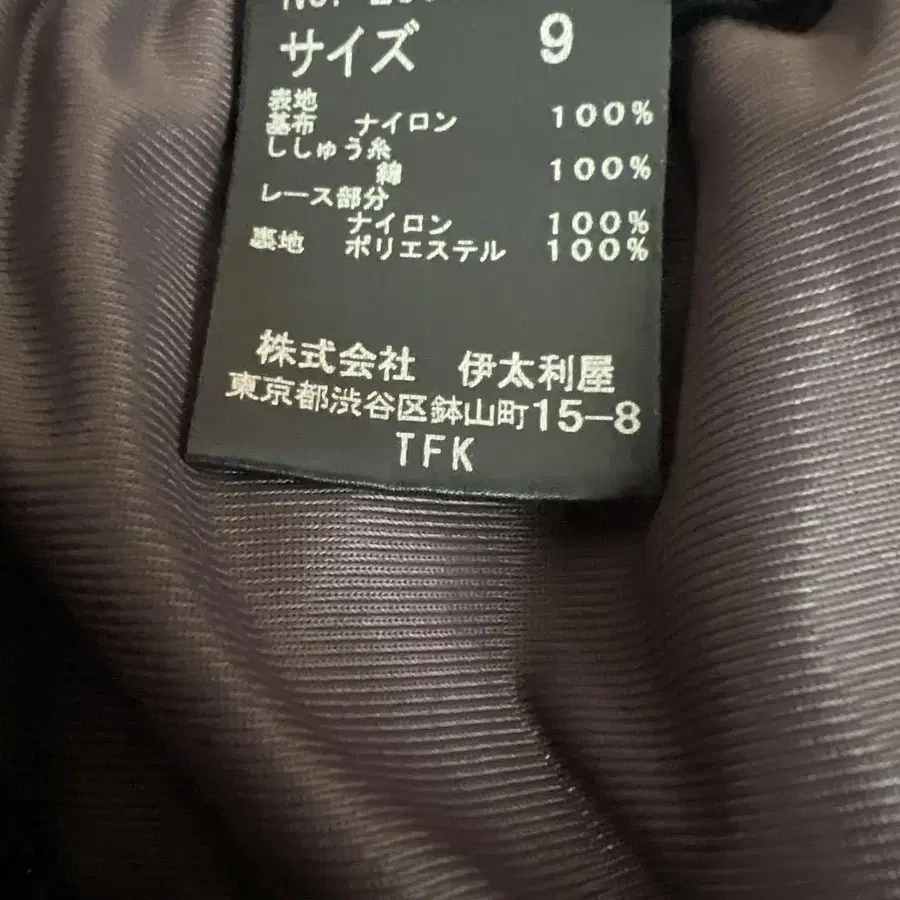 サイズ 9
表地
基布 ナイロン 100%
ししゅう糸
綿 100%
レース部分
ナイロン 100%
裏地 ポリエステル 100%
株式会社 伊太利屋
東京都渋谷区鉢山町15-8
TFK